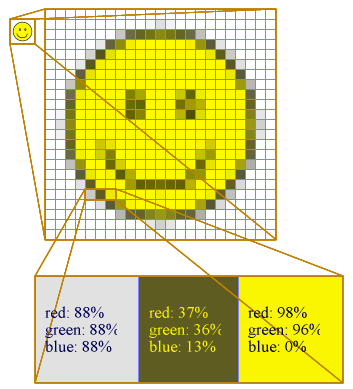 red: 88%
green: 88%
blue: 88%
red: 37%
green: 36%
blue: 13%
red: 98%
green: 96%
blue: 0%